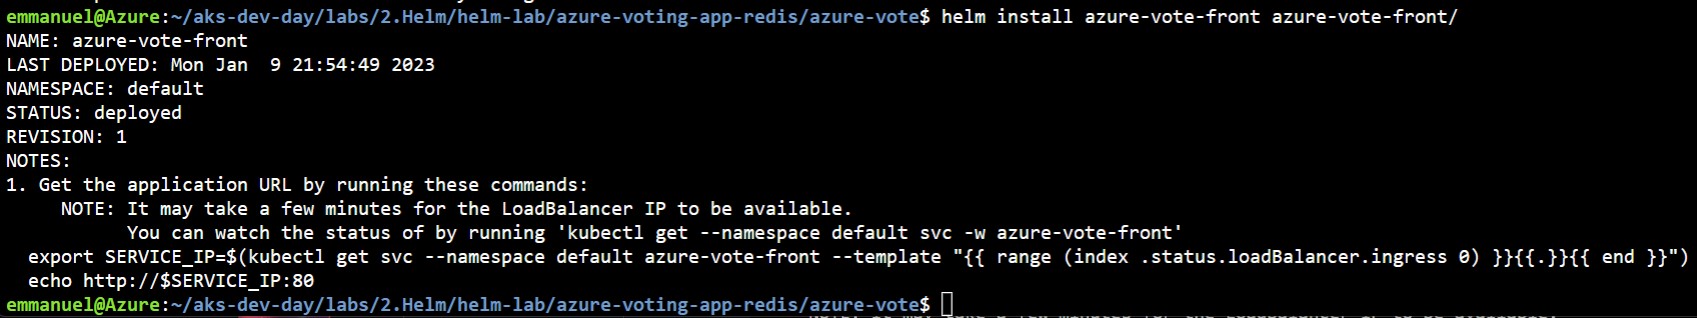 emmanuel@Azure:~/aks-dev-day/labs/2.Helm/helm-lab/azure-voting-app-redis/azure-vote$ helm install azure-vote-front azure-vote-front/
NAME: azure-vote-front
LAST DEPLOYED: Mon Jan  9 21:54:49 2023
NAMESPACE: default
STATUS: deployed
REVISION: 1
NOTES:
1. Get the application URL by running these commands:
     NOTE: It may take a few minutes for the LoadBalancer IP to be available.
           You can watch the status of by running 'kubectl get --namespace default svc -w azure-vote-front'
  export SERVICE_IP=$(kubectl get svc --namespace default azure-vote-front --template "{{ range (index .status.loadBalancer.ingress 0) }}{{.}}{{ end }}")
  echo http://$SERVICE_IP:80
emmanuel@Azure:~/aks-dev-day/labs/2.Helm/helm-lab/azure-voting-app-redis/azure-vote$